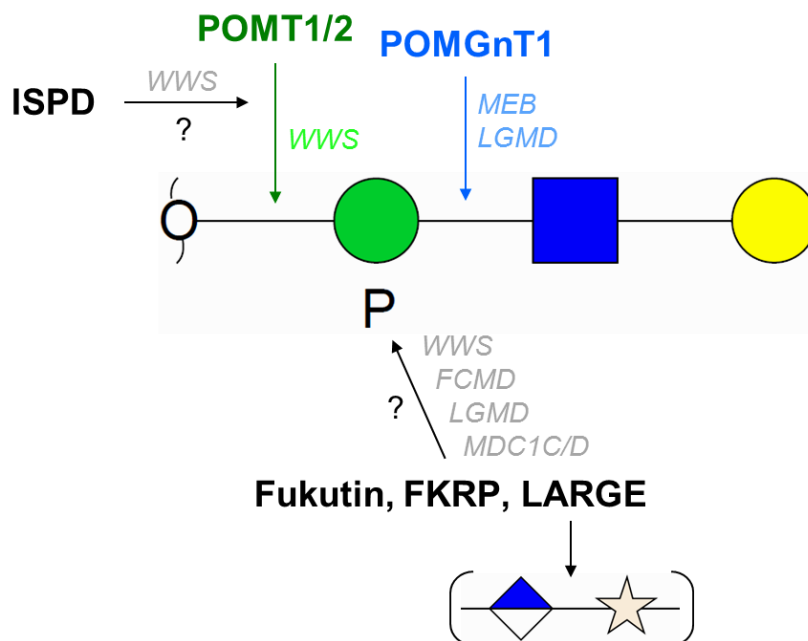 POMT1/2
POMGnT1
ISPD
WWS
?
WWS
MEB
LGMD
O
P
WWS
FCMD
LGMD
MDC1C/D
?
Fukutin, FKRP, LARGE